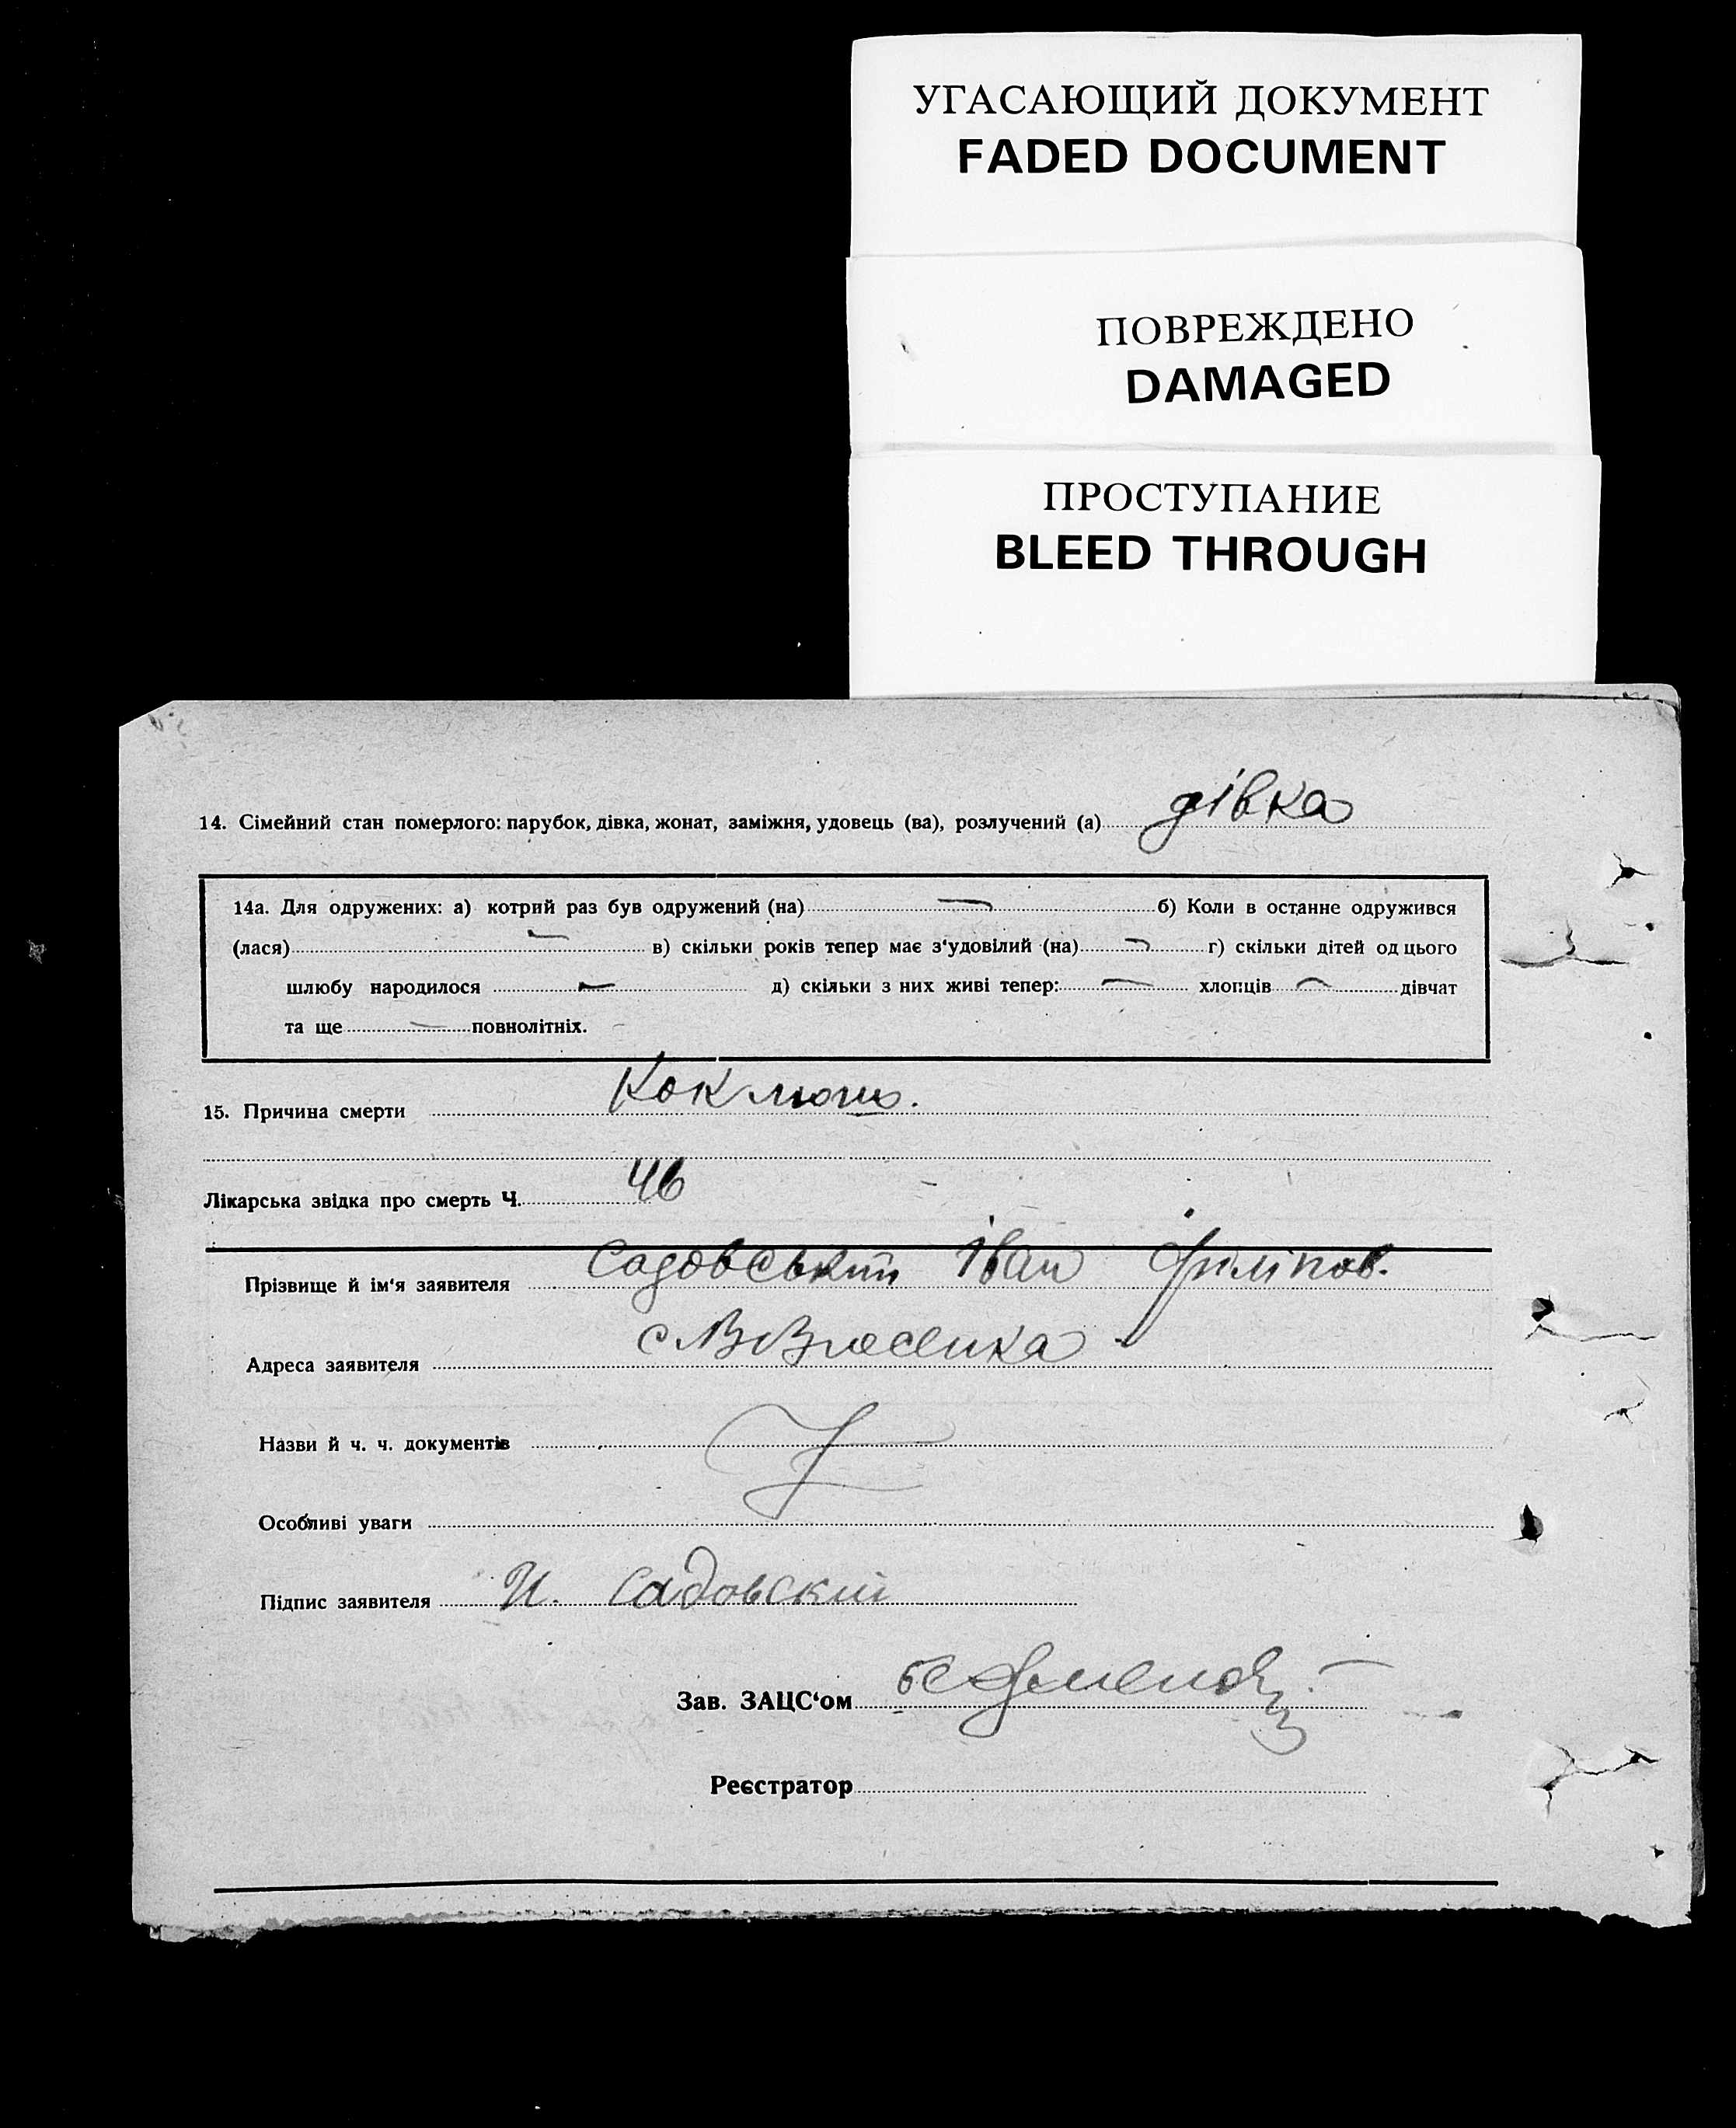 УГАСАЮЩИЙ ДОКУМЕНТ
FADED DOCUMENT
ПОВРЕЖДЕНО
DAMAGED
ПРОСТУПАНИЕ
BLEED THROUGH
14. Сімейний стан померлого: парубок, дівка, жонат, заміжня, удовець (ва), розлучений (а) дівка
14а. Для одружених: а) котрий раз був одружений (на) — б) Коли в останне одружився
(лася) — в) скільки років тепер має з‘удовілий (на) — г) скільки дітей од цього
шлюбу народилося — д) скільки з них живі тепер: — хлопців — дівчат
та ще — повнолітніх.
15. Причина смерти Коклюш.
Лікарська звідка про смерть Ч. 46
Прізвище й ім‘я заявителя Садовський Іван Філіпов.
Адреса заявителя с
Назви й ч. ч. документів
Особливі уваги
Підпис заявителя И. Садовский
Зав. ЗАЦС‘ом
Реєстратор